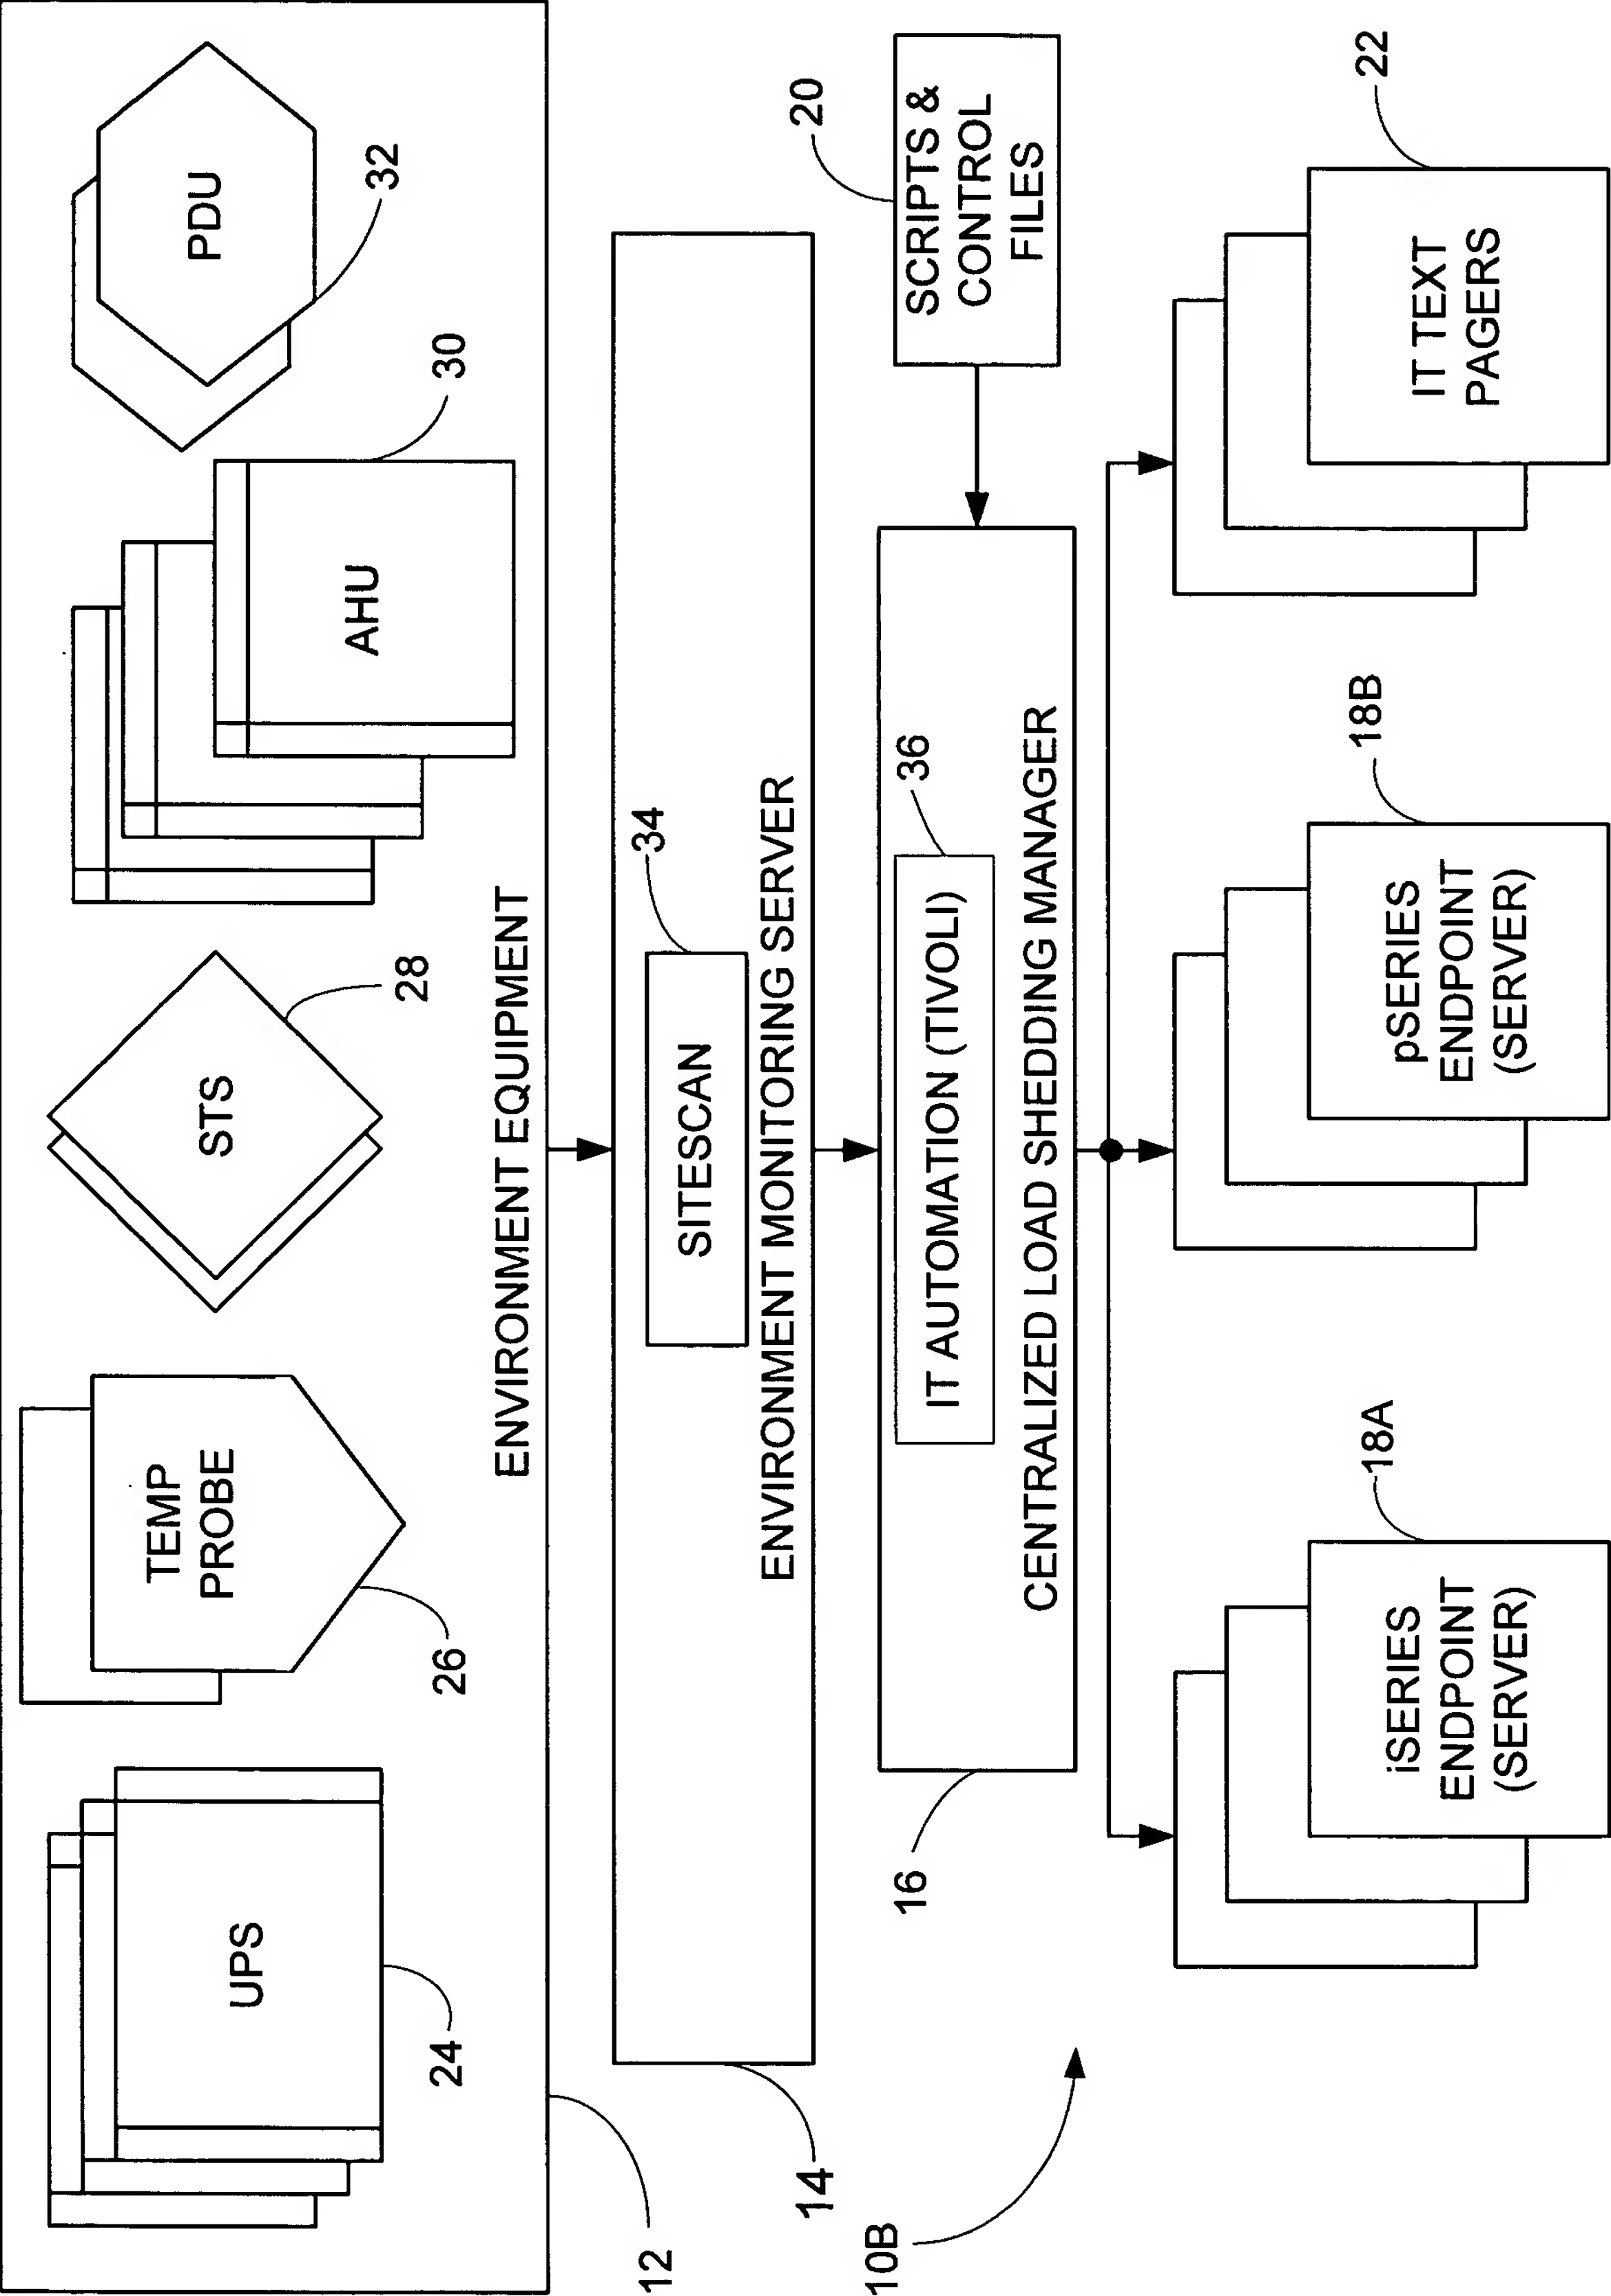 UPS
24
TEMP
PROBE
26
STS
28
AHU
30
PDU
32
ENVIRONMENT EQUIPMENT
12
SITESCAN
34
ENVIRONMENT MONITORING SERVER
14
IT AUTOMATION (TIVOLI)
36
CENTRALIZED LOAD SHEDDING MANAGER
16
SCRIPTS &
CONTROL
FILES
20
10B
iSERIES
ENDPOINT
(SERVER)
18A
pSERIES
ENDPOINT
(SERVER)
18B
IT TEXT
PAGERS
22